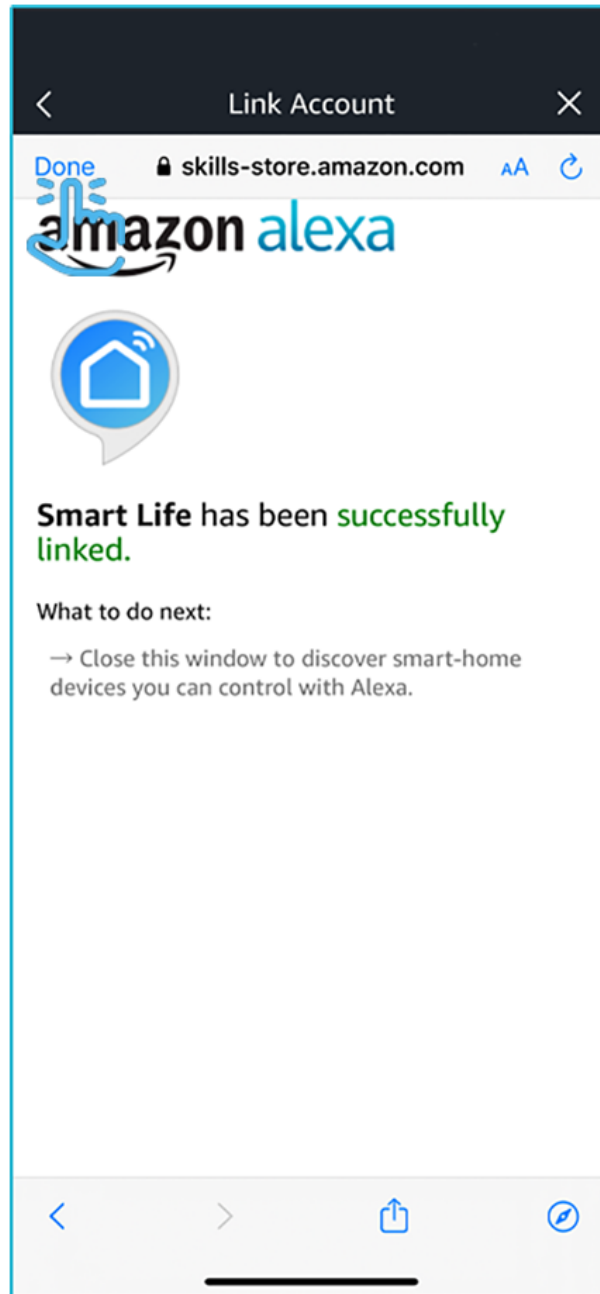 Link Account
Done skills-store.amazon.com AA
amazon alexa
Smart Life has been successfully
linked.
What to do next:
→ Close this window to discover smart-home
devices you can control with Alexa.